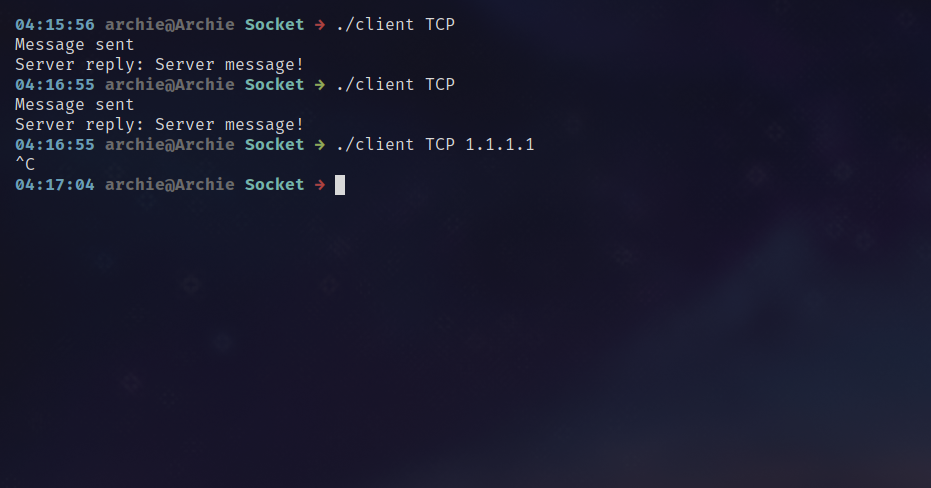 04:15:56 archie@Archie Socket → ./client TCP
Message sent
Server reply: Server message!
04:16:55 archie@Archie Socket → ./client TCP
Message sent
Server reply: Server message!
04:16:55 archie@Archie Socket → ./client TCP 1.1.1.1
^C
04:17:04 archie@Archie Socket →